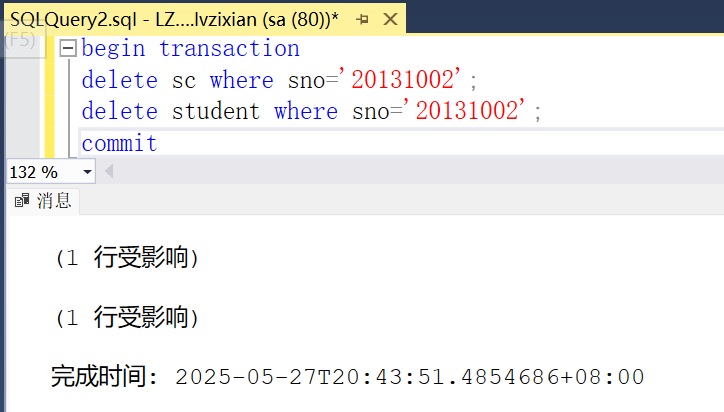 SQLQuery2.sql - LZ....lvzixian (sa (80))*
(F5)
begin transaction
delete sc where sno='20131002';
delete student where sno='20131002';
commit
132 %
消息
(1 行受影响)
(1 行受影响)
完成时间: 2025-05-27T20:43:51.4854686+08:00